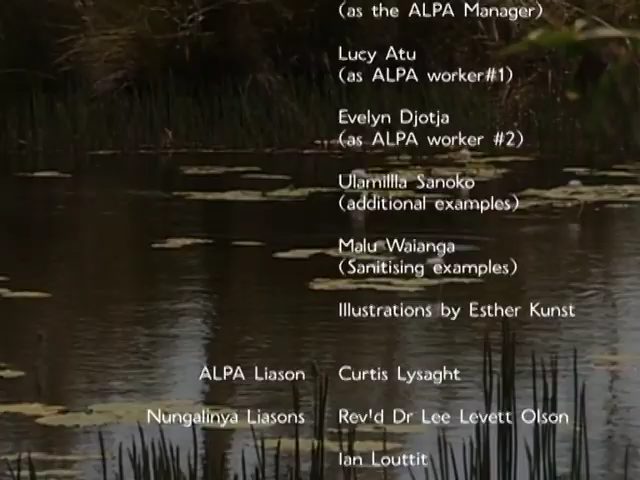 (as the ALPA Manager)
Lucy Atu
(as ALPA worker#1)
Evelyn Djotja
(as ALPA worker #2)
Ulamillla Sanoko
(additional examples)
Malu Waianga
(Sanitising examples)
Illustrations by Esther Kunst
ALPA Liason Curtis Lysaght
Nungalinya Liasons Rev'd Dr Lee Levett Olson
Ian Louttit